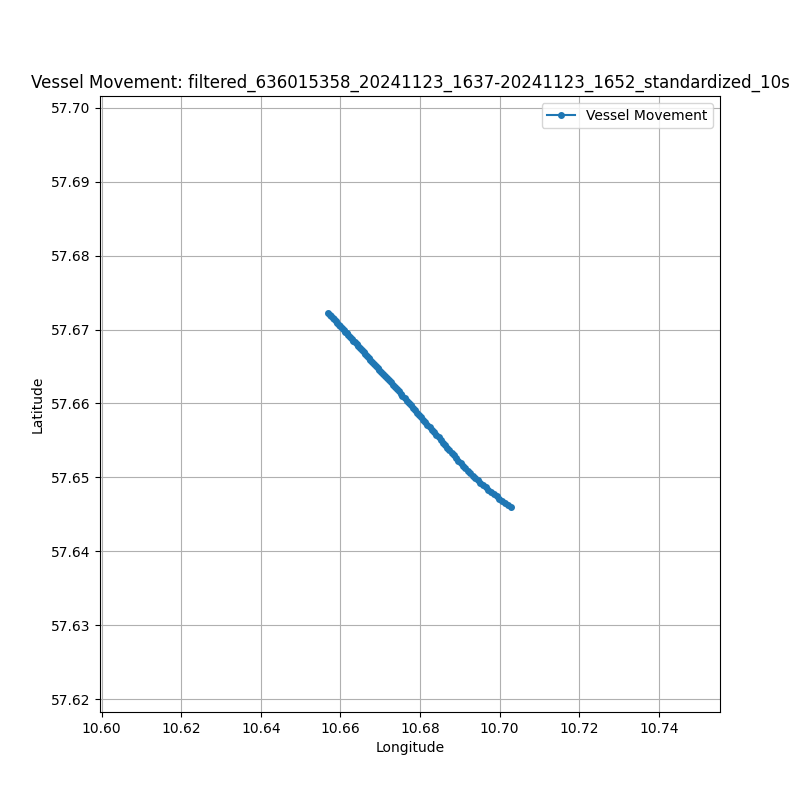 Vessel Movement: filtered_636015358_20241123_1637-20241123_1652_standardized_10s
Vessel Movement
57.70
57.69
57.68
57.67
57.66
57.65
57.64
57.63
57.62
Latitude
10.60 10.62 10.64 10.66 10.68 10.70 10.72 10.74
Longitude